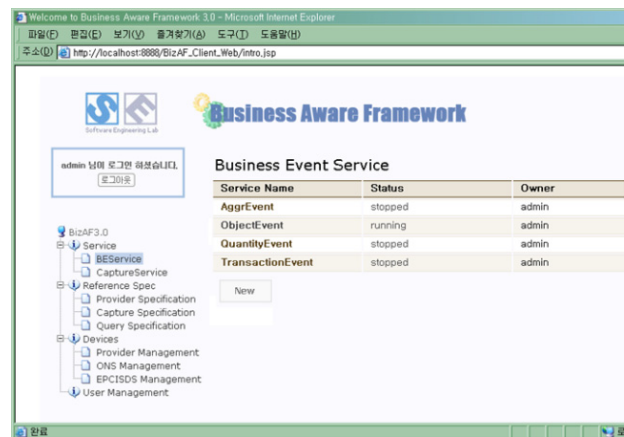 Welcome to Business Aware Framework 3.0 - Microsoft Internet Explorer
파일(F) 편집(E) 보기(V) 즐겨찾기(A) 도구(T) 도움말(H)
주소(D) http://localhost:8888/BizAF_Client_Web/intro.jsp
SE
Software Engineering Lab
Business Aware Framework
admin 님이 로그인 하셨습니다.
로그아웃
BizAF3.0
Service
BEService
CaptureService
Reference Spec
Provider Specification
Capture Specification
Query Specification
Devices
Provider Management
ONS Management
EPCISDS Management
User Management
Business Event Service
Service Name Status Owner
AggrEvent stopped admin
ObjectEvent running admin
QuantityEvent stopped admin
TransactionEvent stopped admin
New
완료
로